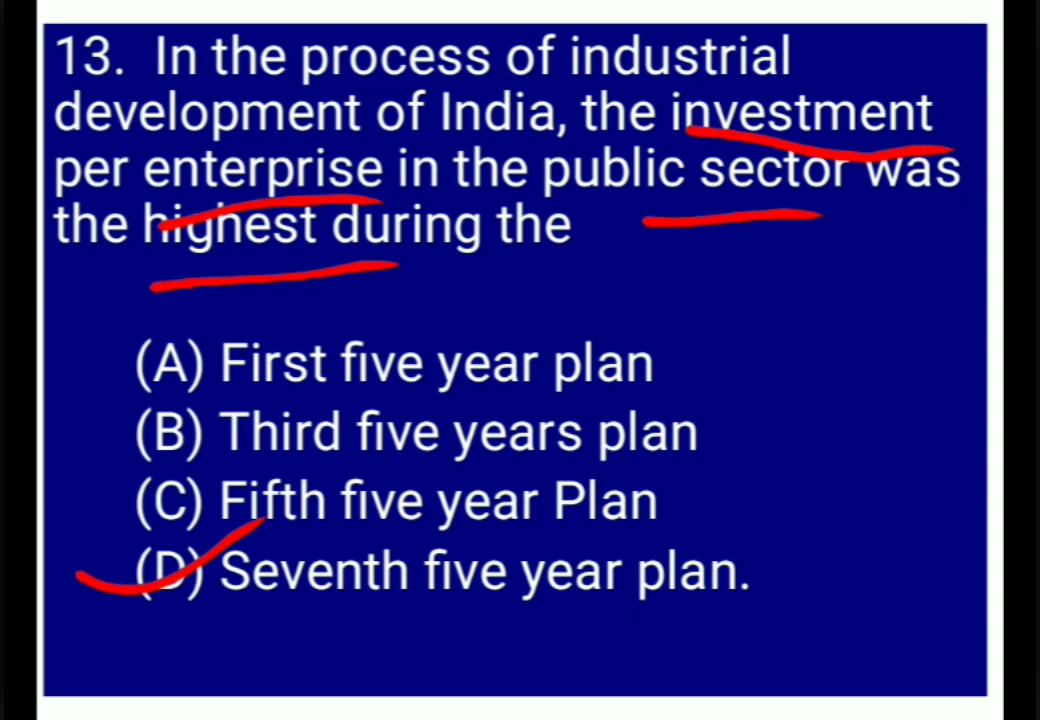 13. In the process of industrial
development of India, the investment
per enterprise in the public sector was
the highest during the
(A) First five year plan
(B) Third five years plan
(C) Fifth five year Plan
(D) Seventh five year plan.